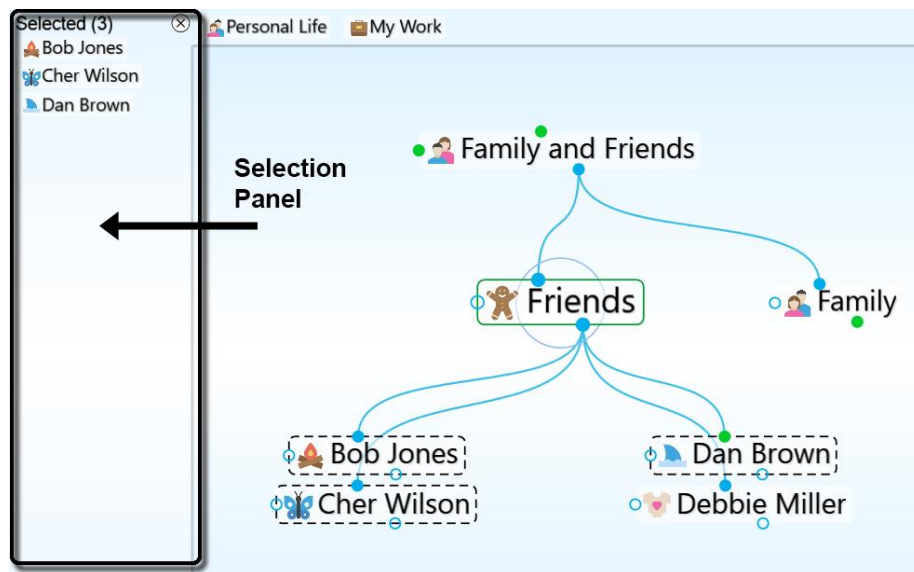 Selected (3)
Bob Jones
Cher Wilson
Dan Brown
Personal Life
My Work
Selection
Panel
Family and Friends
Friends
Family
Bob Jones
Dan Brown
Cher Wilson
Debbie Miller